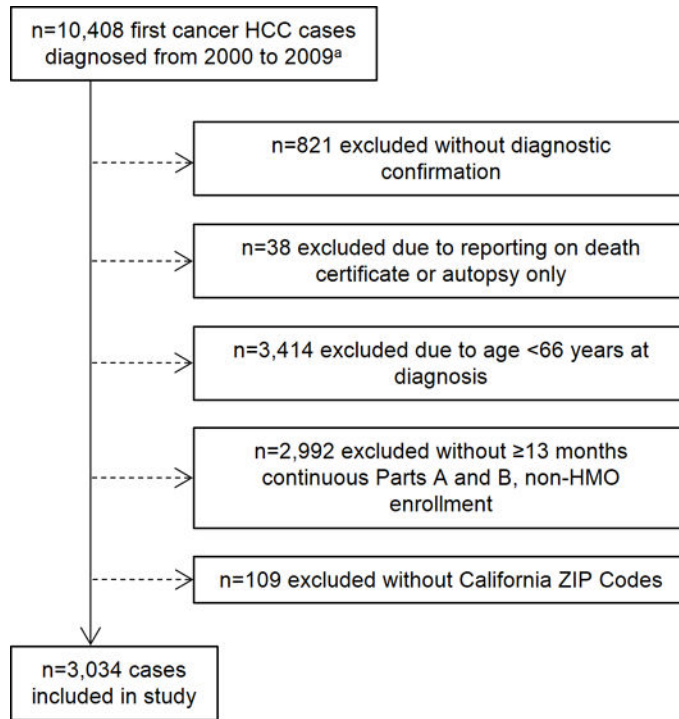 n=10,408 first cancer HCC cases
diagnosed from 2000 to 2009ᵃ
n=821 excluded without diagnostic
confirmation
n=38 excluded due to reporting on death
certificate or autopsy only
n=3,414 excluded due to age <66 years at
diagnosis
n=2,992 excluded without ≥13 months
continuous Parts A and B, non-HMO
enrollment
n=109 excluded without California ZIP Codes
n=3,034 cases
included in study